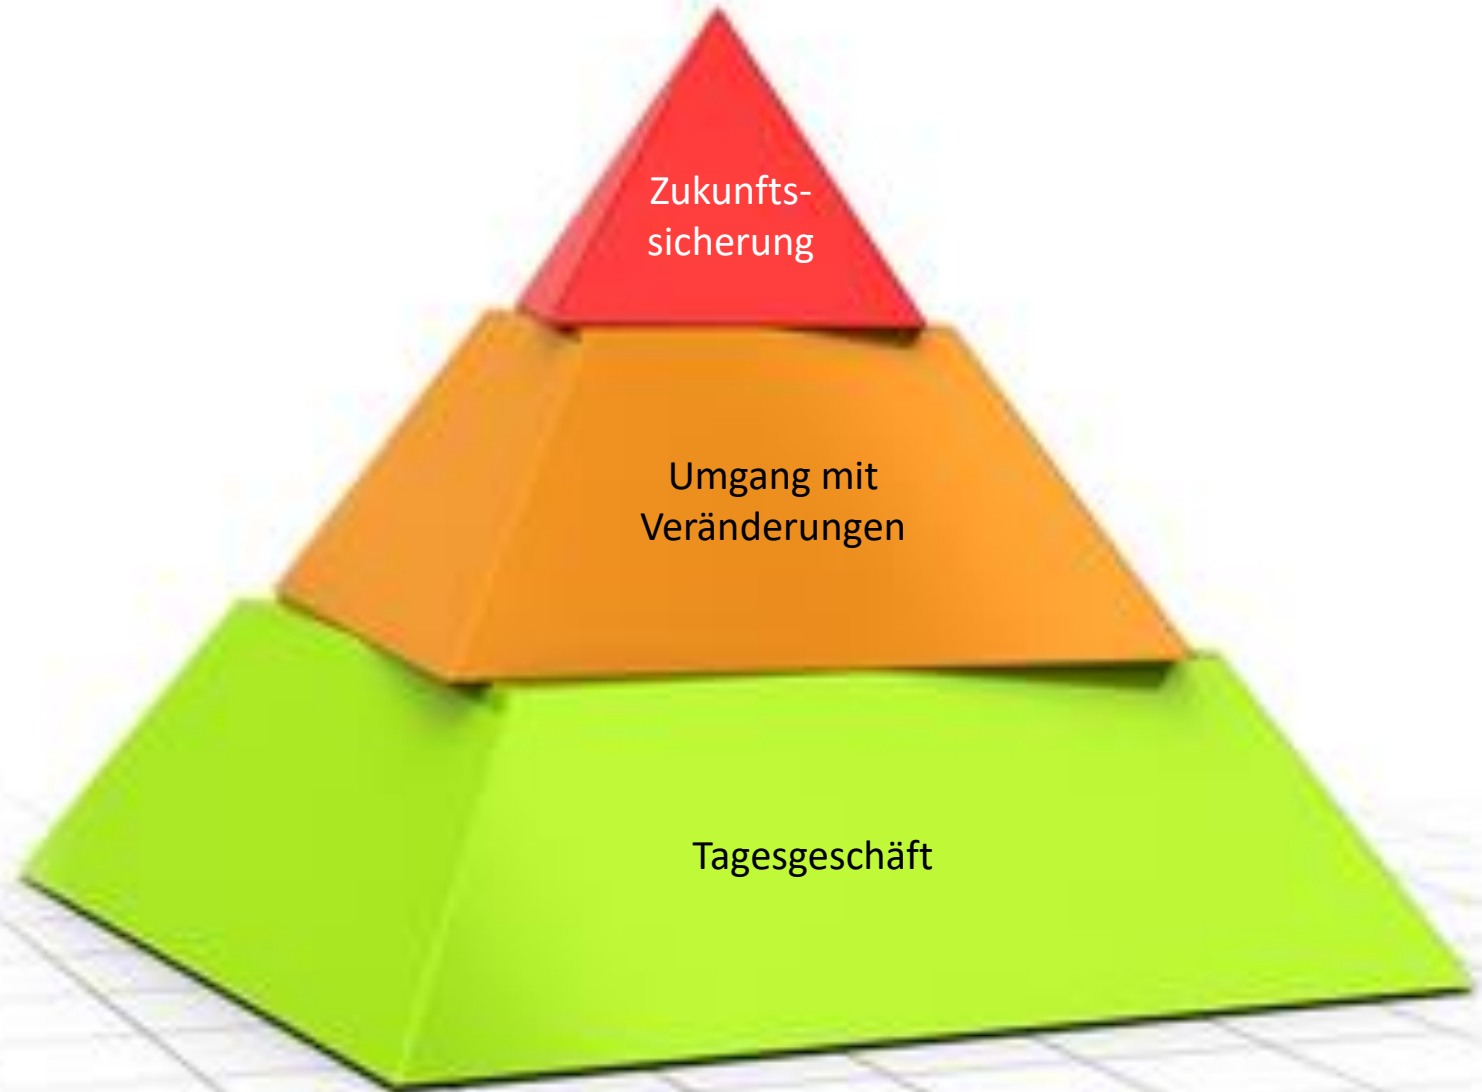 Zukunfts-
sicherung
Umgang mit
Veränderungen
Tagesgeschäft